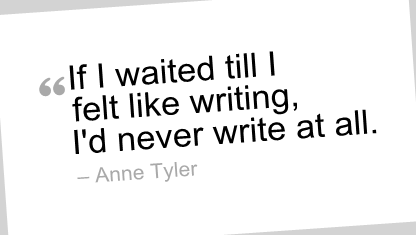 “If I waited till I
felt like writing,
I'd never write at all.
– Anne Tyler